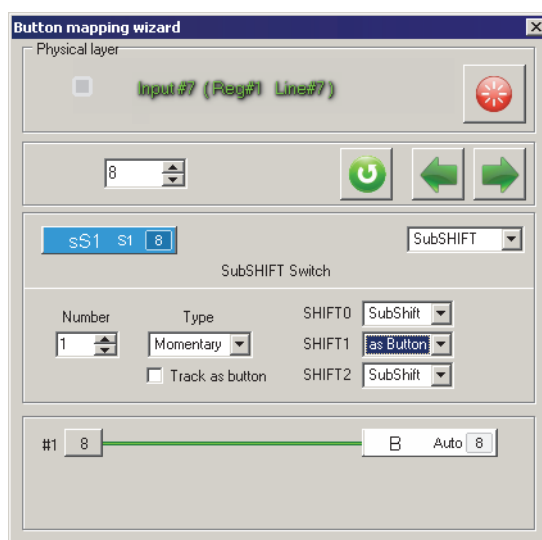 Button mapping wizard
Physical layer
Input#7 (Reg#1 Line#7)
8
sS1 S1 8
SubSHIFT
SubSHIFT Switch
Number
Type
SHIFT0 SubShift
1
Momentary
SHIFT1 as Button
Track as button
SHIFT2 SubShift
#1 8
B Auto 8